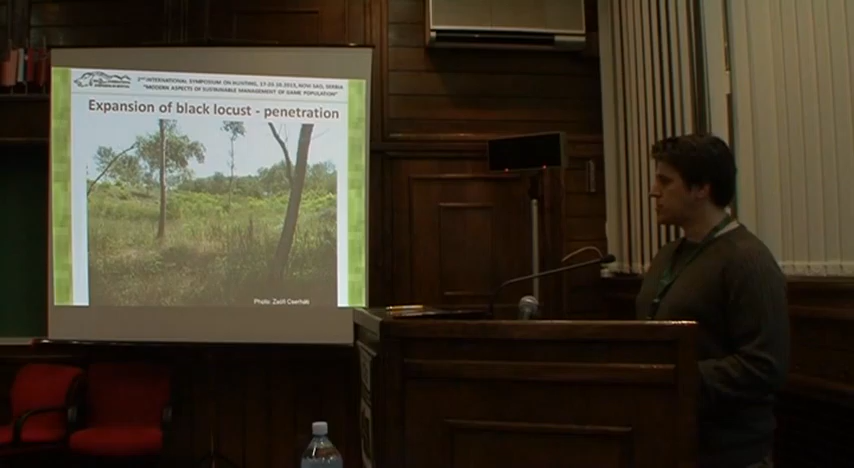 2ND INTERNATIONAL SYMPOSIUM ON HUNTING, 17-20.10.2013, NOVI SAD, SERBIA
"MODERN ASPECTS OF SUSTAINABLE MANAGEMENT OF GAME POPULATION"
Expansion of black locust - penetration
Photo: Zsolt Cserhák